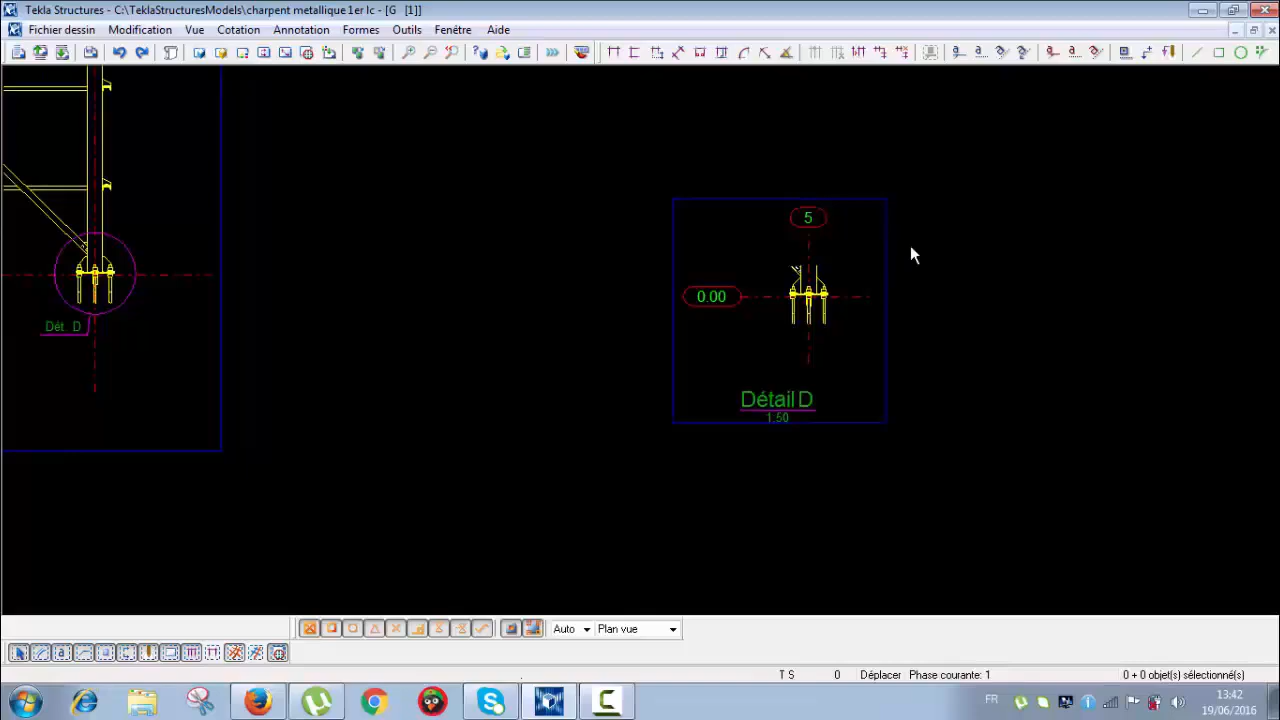 Tekla Structures - C:\TeklaStructuresModels\charpent metallique 1er lc - [G   [1]]
Fichier dessin Modification Vue Cotation Annotation Formes Outils Fenêtre Aide
5
0.00
Dét D
Détail D
1.50
Auto Plan vue
T S 0 Déplacer Phase courante: 1 0 + 0 objet(s) sélectionné(s)
FR 13:42
19/06/2016